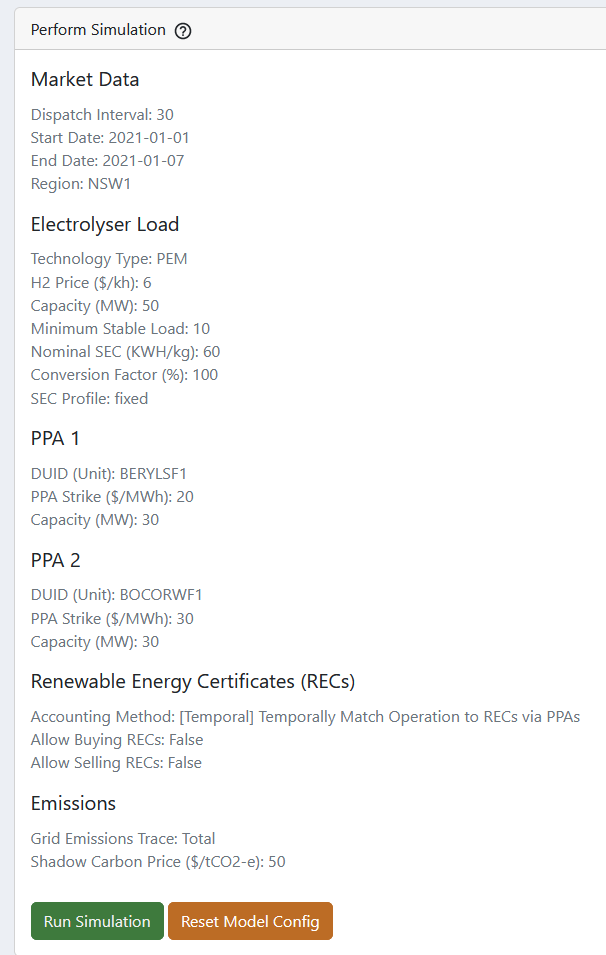 Perform Simulation ?
Market Data
Dispatch Interval: 30
Start Date: 2021-01-01
End Date: 2021-01-07
Region: NSW1
Electrolyser Load
Technology Type: PEM
H2 Price ($/kh): 6
Capacity (MW): 50
Minimum Stable Load: 10
Nominal SEC (KWH/kg): 60
Conversion Factor (%): 100
SEC Profile: fixed
PPA 1
DUID (Unit): BERYLSF1
PPA Strike ($/MWh): 20
Capacity (MW): 30
PPA 2
DUID (Unit): BOCORWF1
PPA Strike ($/MWh): 30
Capacity (MW): 30
Renewable Energy Certificates (RECs)
Accounting Method: [Temporal] Temporally Match Operation to RECs via PPAs
Allow Buying RECs: False
Allow Selling RECs: False
Emissions
Grid Emissions Trace: Total
Shadow Carbon Price ($/tCO2-e): 50
Run Simulation Reset Model Config